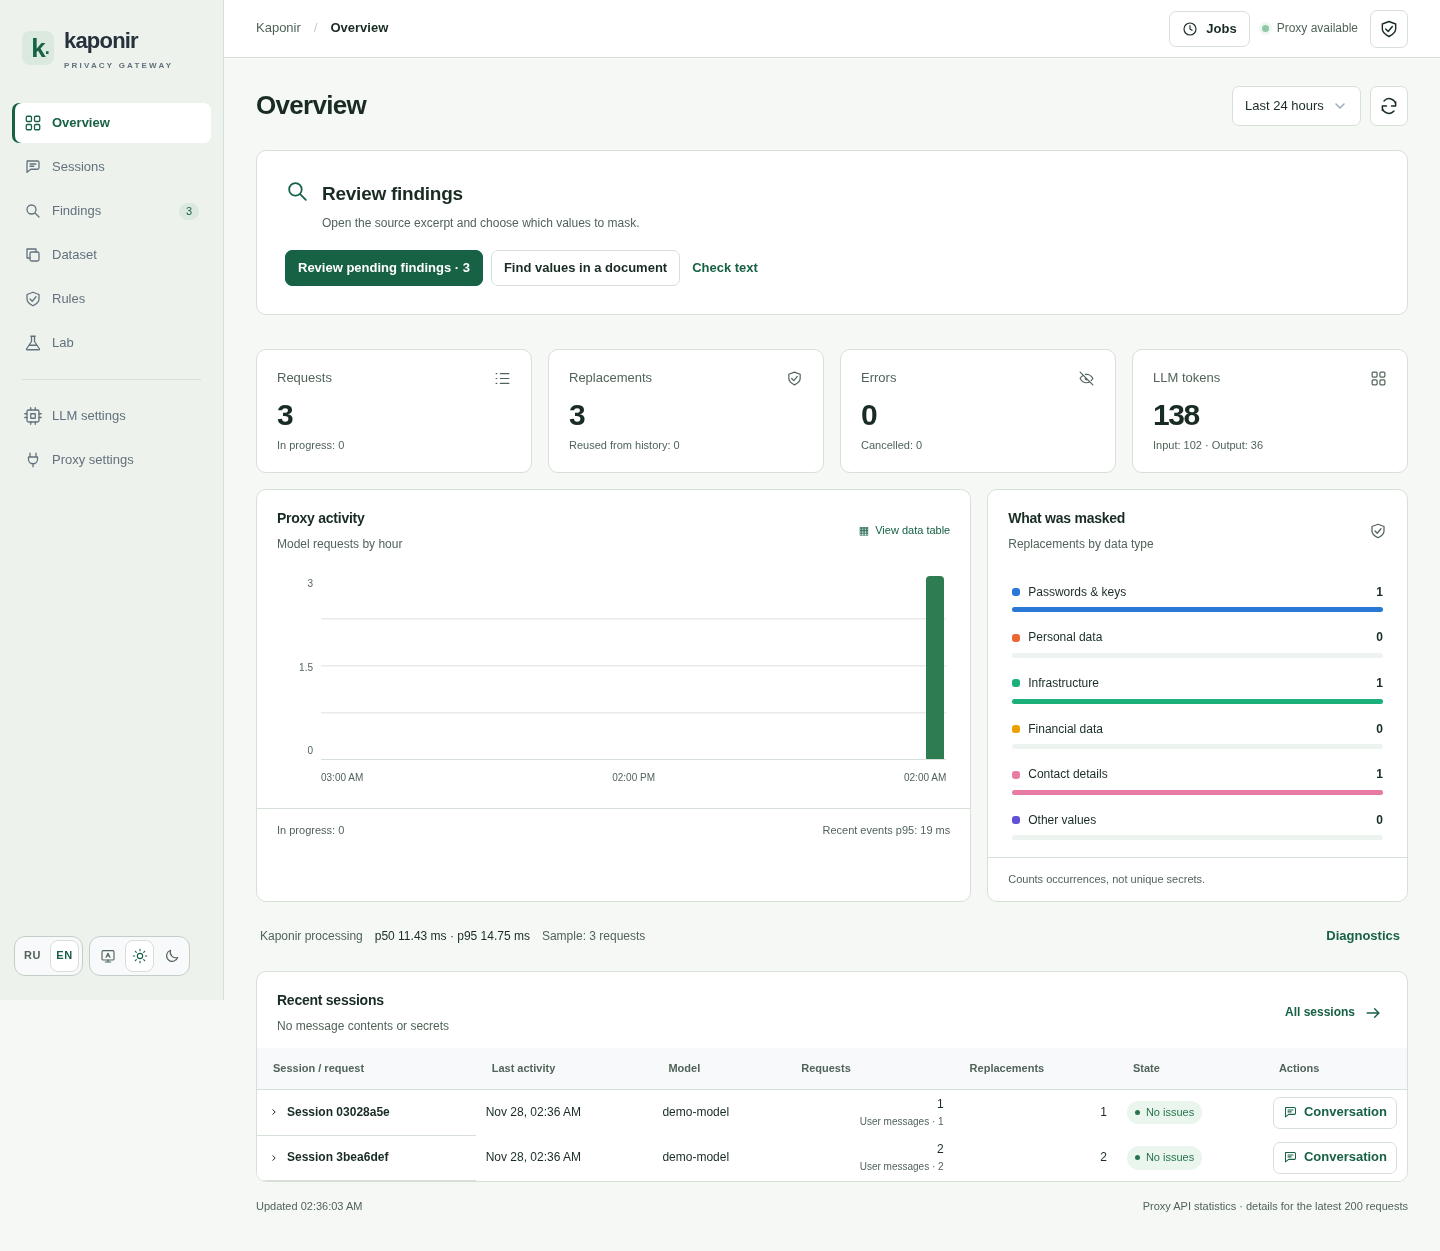 k.
kaponir
PRIVACY GATEWAY
Overview
Sessions
Findings 3
Dataset
Rules
Lab
LLM settings
Proxy settings
RU EN
Kaponir / Overview
Jobs
Proxy available
Overview
Last 24 hours
Review findings
Open the source excerpt and choose which values to mask.
Review pending findings · 3
Find values in a document
Check text
Requests
3
In progress: 0
Replacements
3
Reused from history: 0
Errors
0
Cancelled: 0
LLM tokens
138
Input: 102 · Output: 36
Proxy activity
Model requests by hour
View data table
3
1.5
0
03:00 AM 02:00 PM 02:00 AM
In progress: 0
Recent events p95: 19 ms
What was masked
Replacements by data type
Passwords & keys 1
Personal data 0
Infrastructure 1
Financial data 0
Contact details 1
Other values 0
Counts occurrences, not unique secrets.
Kaponir processing p50 11.43 ms · p95 14.75 ms Sample: 3 requests
Diagnostics
Recent sessions
No message contents or secrets
All sessions
Session / request Last activity Model Requests Replacements State Actions
Session 03028a5e Nov 28, 02:36 AM demo-model 1 1 No issues Conversation
User messages · 1
Session 3bea6def Nov 28, 02:36 AM demo-model 2 2 No issues Conversation
User messages · 2
Updated 02:36:03 AM
Proxy API statistics · details for the latest 200 requests